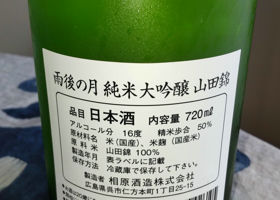 雨後の月 純米大吟醸 山田錦
品目 日本酒 内容量 720㎖
アルコール分 16度 精米歩合 50%
原材料名 米(国産)、米麹(国産米)
原料米 山田錦 100%
製造年月 表ラベルに記載
保存方法 冷蔵庫で保存して下さい。
製造者 相原酒造株式会社
広島県呉市仁方本町1丁目25-15